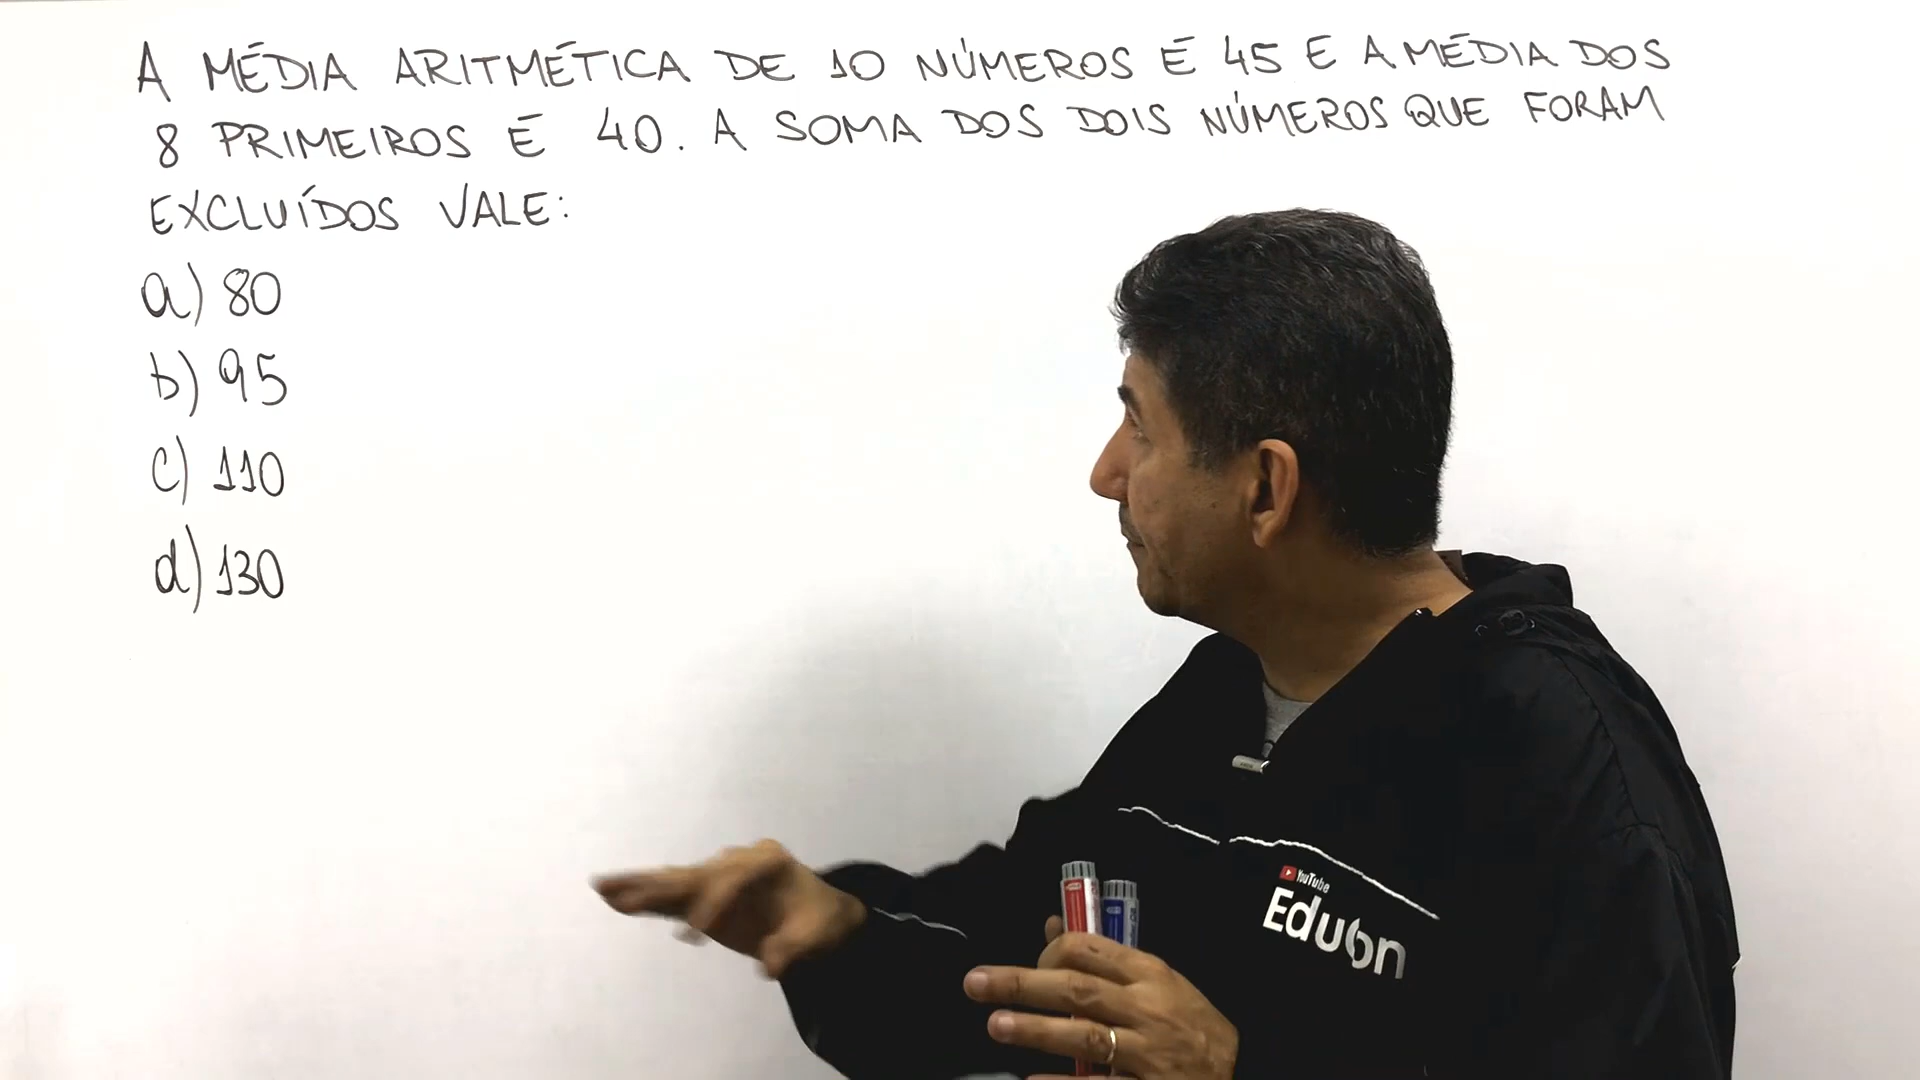 A MÉDIA ARITMÉTICA DE 10 NÚMEROS É 45 E A MÉDIA DOS
8 PRIMEIROS É 40. A SOMA DOS DOIS NÚMEROS QUE FORAM
EXCLUÍDOS VALE:
a) 80
b) 95
c) 110
d) 130
YouTube
EduOn